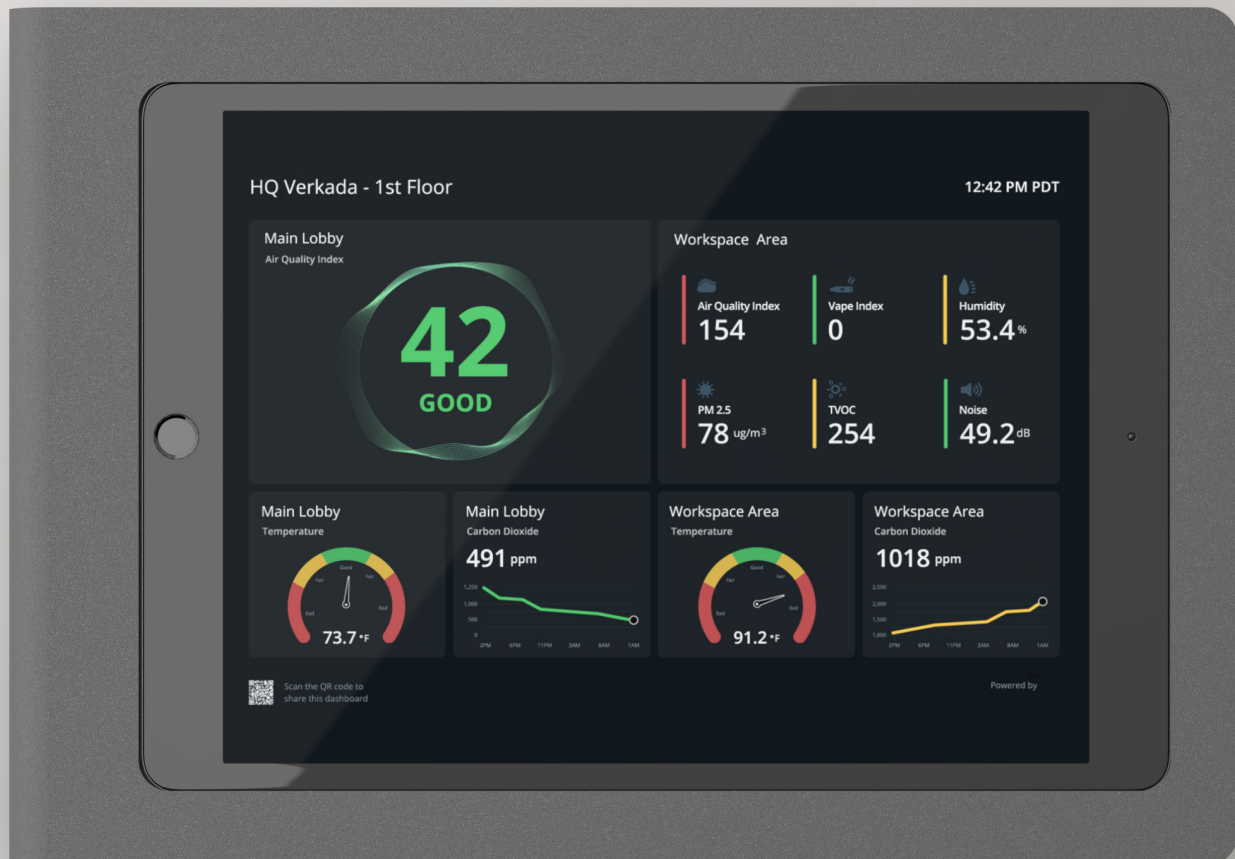 HQ Verkada - 1st Floor
12:42 PM PDT
Main Lobby
Air Quality Index
42
GOOD
Workspace Area
Air Quality Index
154
Vape Index
0
Humidity
53.4 %
PM 2.5
78 ug/m³
TVOC
254
Noise
49.2 dB
Main Lobby
Temperature
Good
Fair
Fair
Bad
Bad
73.7 °F
Main Lobby
Carbon Dioxide
491 ppm
1,250
1,000
500
0
2PM 6PM 11PM 3AM 8AM 1AM
Workspace Area
Temperature
Good
Fair
Fair
Bad
Bad
91.2 °F
Workspace Area
Carbon Dioxide
1018 ppm
2,500
2,000
1,500
1,000
2PM 6PM 11PM 3AM 8AM 1AM
Scan the QR code to
share this dashboard
Powered by